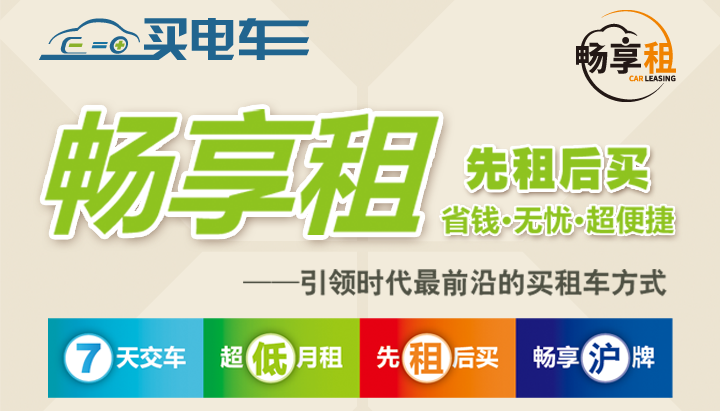 买电车
畅享租
CAR LEASING
畅享租
先租后买
省钱·无忧·超便捷
——引领时代最前沿的买租车方式
7天交车
超低月租
先租后买
畅享沪牌